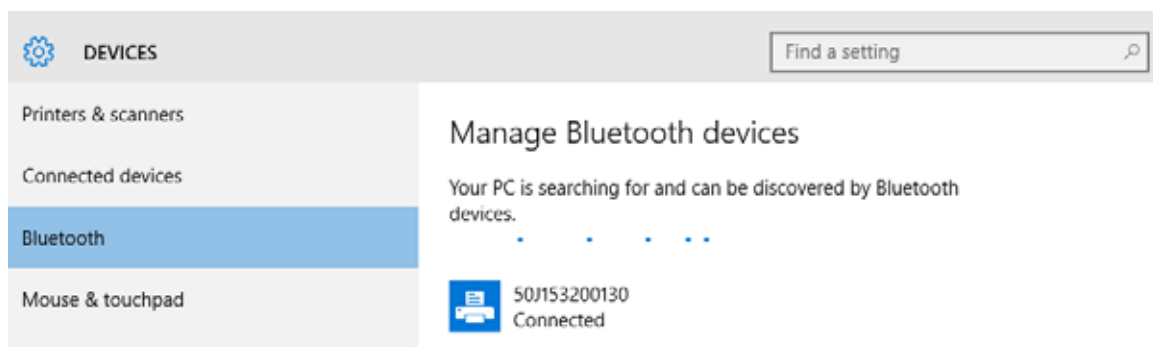 DEVICES
Find a setting
Printers & scanners
Connected devices
Bluetooth
Mouse & touchpad
Manage Bluetooth devices
Your PC is searching for and can be discovered by Bluetooth
devices.
50J153200130
Connected